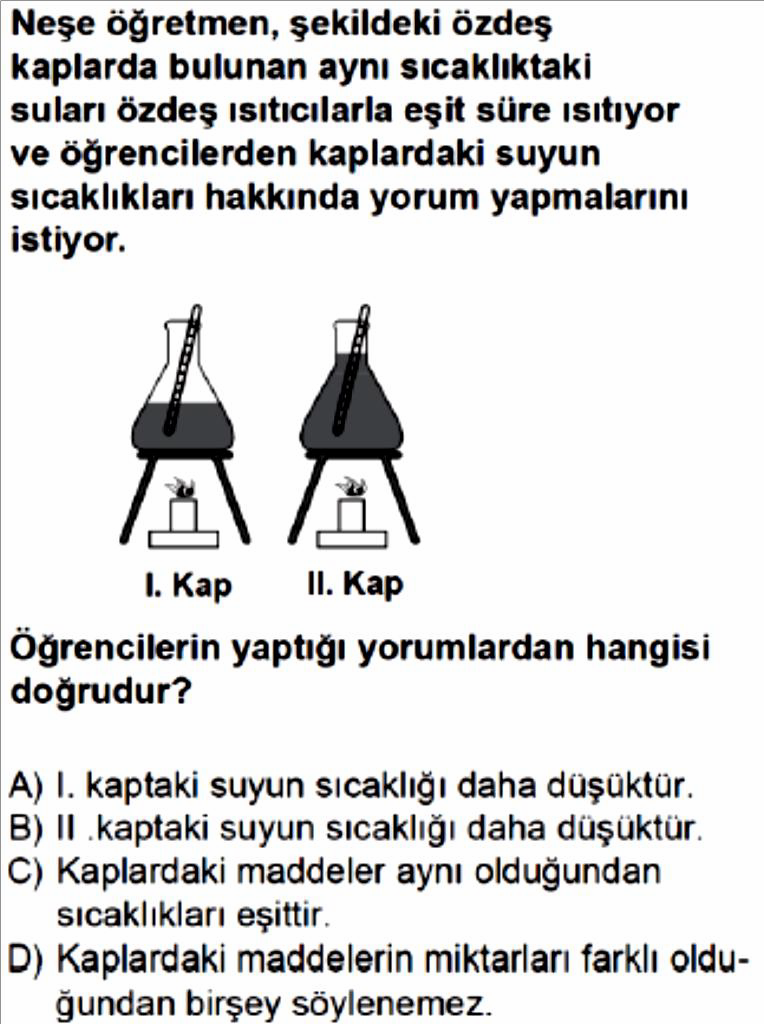 Neşe öğretmen, şekildeki özdeş
kaplarda bulunan aynı sıcaklıktaki
suları özdeş ısıtıcılarla eşit süre ısıtıyor
ve öğrencilerden kaplardaki suyun
sıcaklıkları hakkında yorum yapmalarını
istiyor.
I. Kap II. Kap
Öğrencilerin yaptığı yorumlardan hangisi
doğrudur?
A) I. kaptaki suyun sıcaklığı daha düşüktür.
B) II .kaptaki suyun sıcaklığı daha düşüktür.
C) Kaplardaki maddeler aynı olduğundan
sıcaklıkları eşittir.
D) Kaplardaki maddelerin miktarları farklı oldu-
ğundan birşey söylenemez.